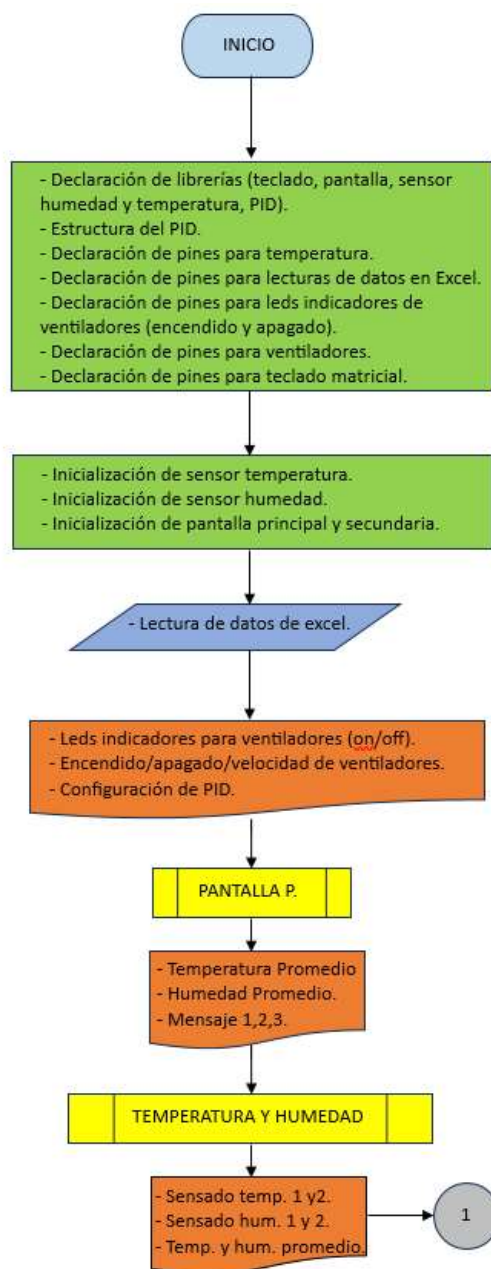 INICIO
- Declaración de librerías (teclado, pantalla, sensor
humedad y temperatura, PID).
- Estructura del PID.
- Declaración de pines para temperatura.
- Declaración de pines para lecturas de datos en Excel.
- Declaración de pines para leds indicadores de
ventiladores (encendido y apagado).
- Declaración de pines para ventiladores.
- Declaración de pines para teclado matricial.
- Inicialización de sensor temperatura.
- Inicialización de sensor humedad.
- Inicialización de pantalla principal y secundaria.
- Lectura de datos de excel.
- Leds indicadores para ventiladores (on/off).
- Encendido/apagado/velocidad de ventiladores.
- Configuración de PID.
PANTALLA P.
- Temperatura Promedio
- Humedad Promedio.
- Mensaje 1,2,3.
TEMPERATURA Y HUMEDAD
- Sensado temp. 1 y2.
- Sensado hum. 1 y 2.
- Temp. y hum. promedio.
1